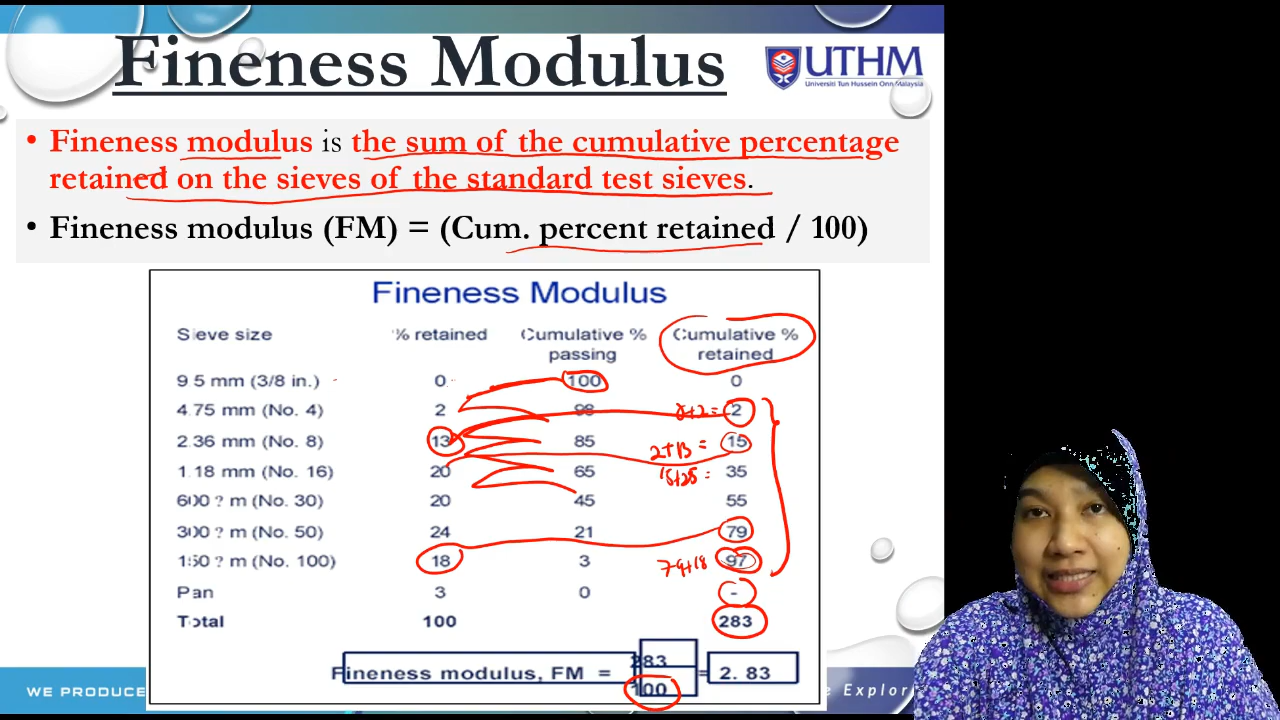 Fineness Modulus
UTHM
Universiti Tun Hussein Onn Malaysia
• Fineness modulus is the sum of the cumulative percentage
retained on the sieves of the standard test sieves.
• Fineness modulus (FM) = (Cum. percent retained / 100)
Fineness Modulus
Sieve size % retained Cumulative % passing Cumulative % retained
9.5 mm (3/8 in.) 0 100 0
4.75 mm (No. 4) 2 98 2
2.36 mm (No. 8) 13 85 2+13 = 15
1.18 mm (No. 16) 20 65 35
600 ? m (No. 30) 20 45 55
300 ? m (No. 50) 24 21 79
150 ? m (No. 100) 18 3 79+18 97
Pan 3 0 -
Total 100 283
Fineness modulus, FM = 283 = 2.83
100
WE PRODUCE
Explor